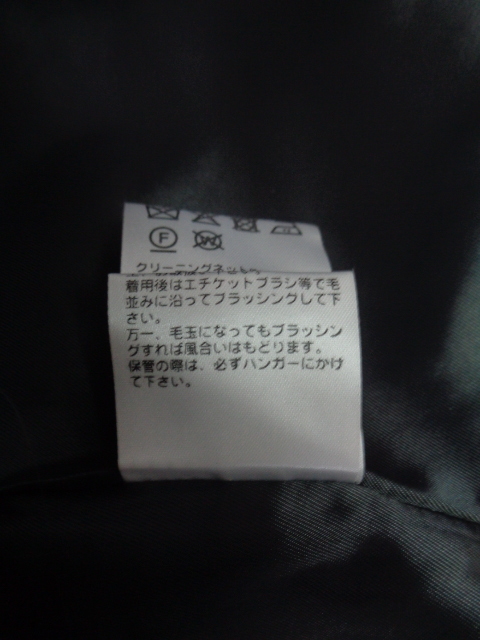 F
W
クリーニングネット
着用後はエチケットブラシ等で毛
並みに沿ってブラッシングして下
さい。
万一、毛玉になってもブラッシン
グすれば風合いはもどります。
保管の際は、必ずハンガーにかけ
て下さい。